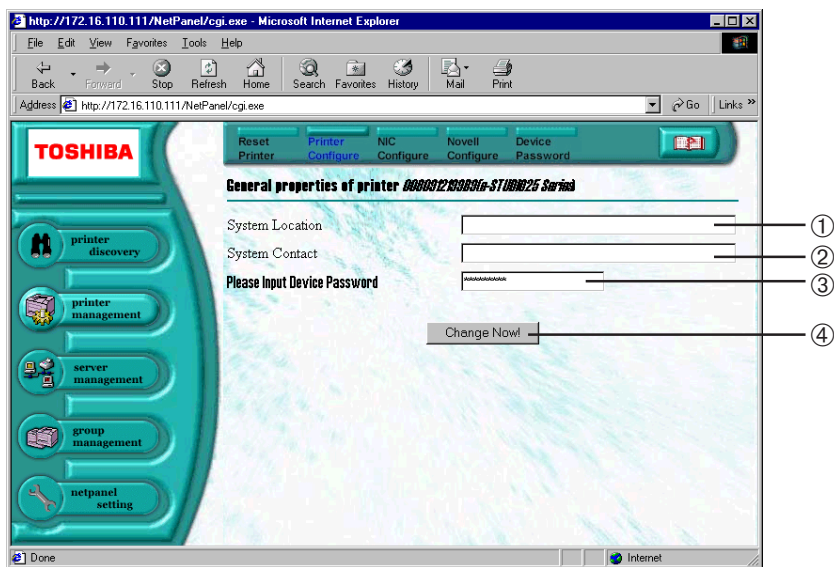 http://172.16.110.111/NetPanel/cgi.exe - Microsoft Internet Explorer
File Edit View Favorites Tools Help
Back Forward Stop Refresh Home Search Favorites History Mail Print
Address http://172.16.110.111/NetPanel/cgi.exe Go Links »
TOSHIBA
Reset Printer
Printer Configure
NIC Configure
Novell Configure
Device Password
General properties of printer
System Location ①
System Contact ②
Please Input Device Password ********* ③
Change Now! ④
printer discovery
printer management
server management
group management
netpanel setting
Done Internet